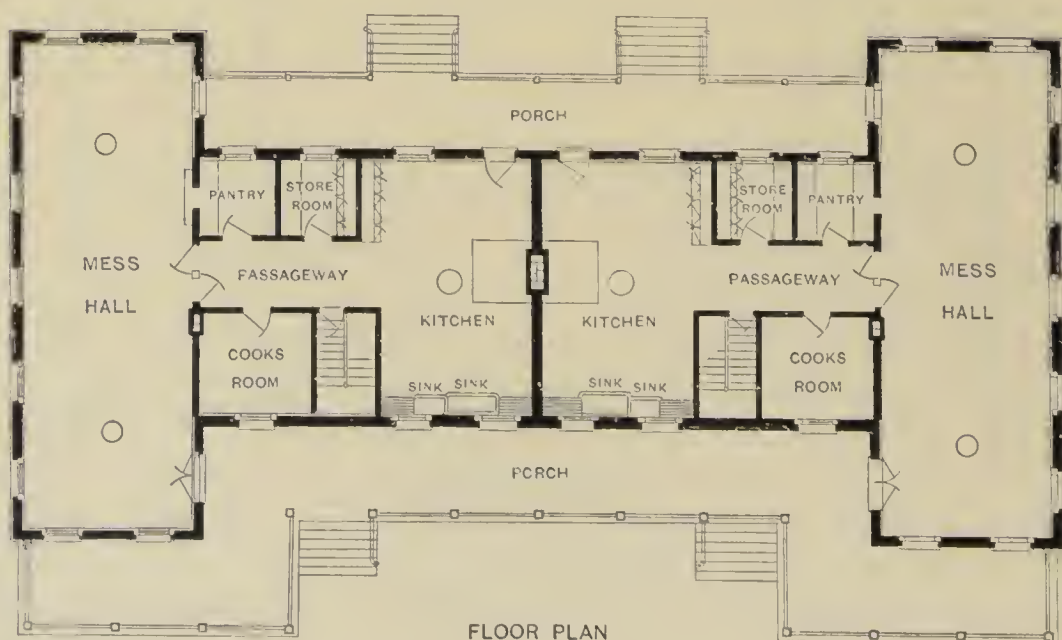 PORCH
PANTRY
STORE
ROOM
STORE
ROOM
PANTRY
MESS
HALL
PASSAGEWAY
KITCHEN
KITCHEN
PASSAGEWAY
MESS
HALL
COOKS
ROOM
SINK SINK
SINK SINK
COOKS
ROOM
PORCH
FLOOR PLAN